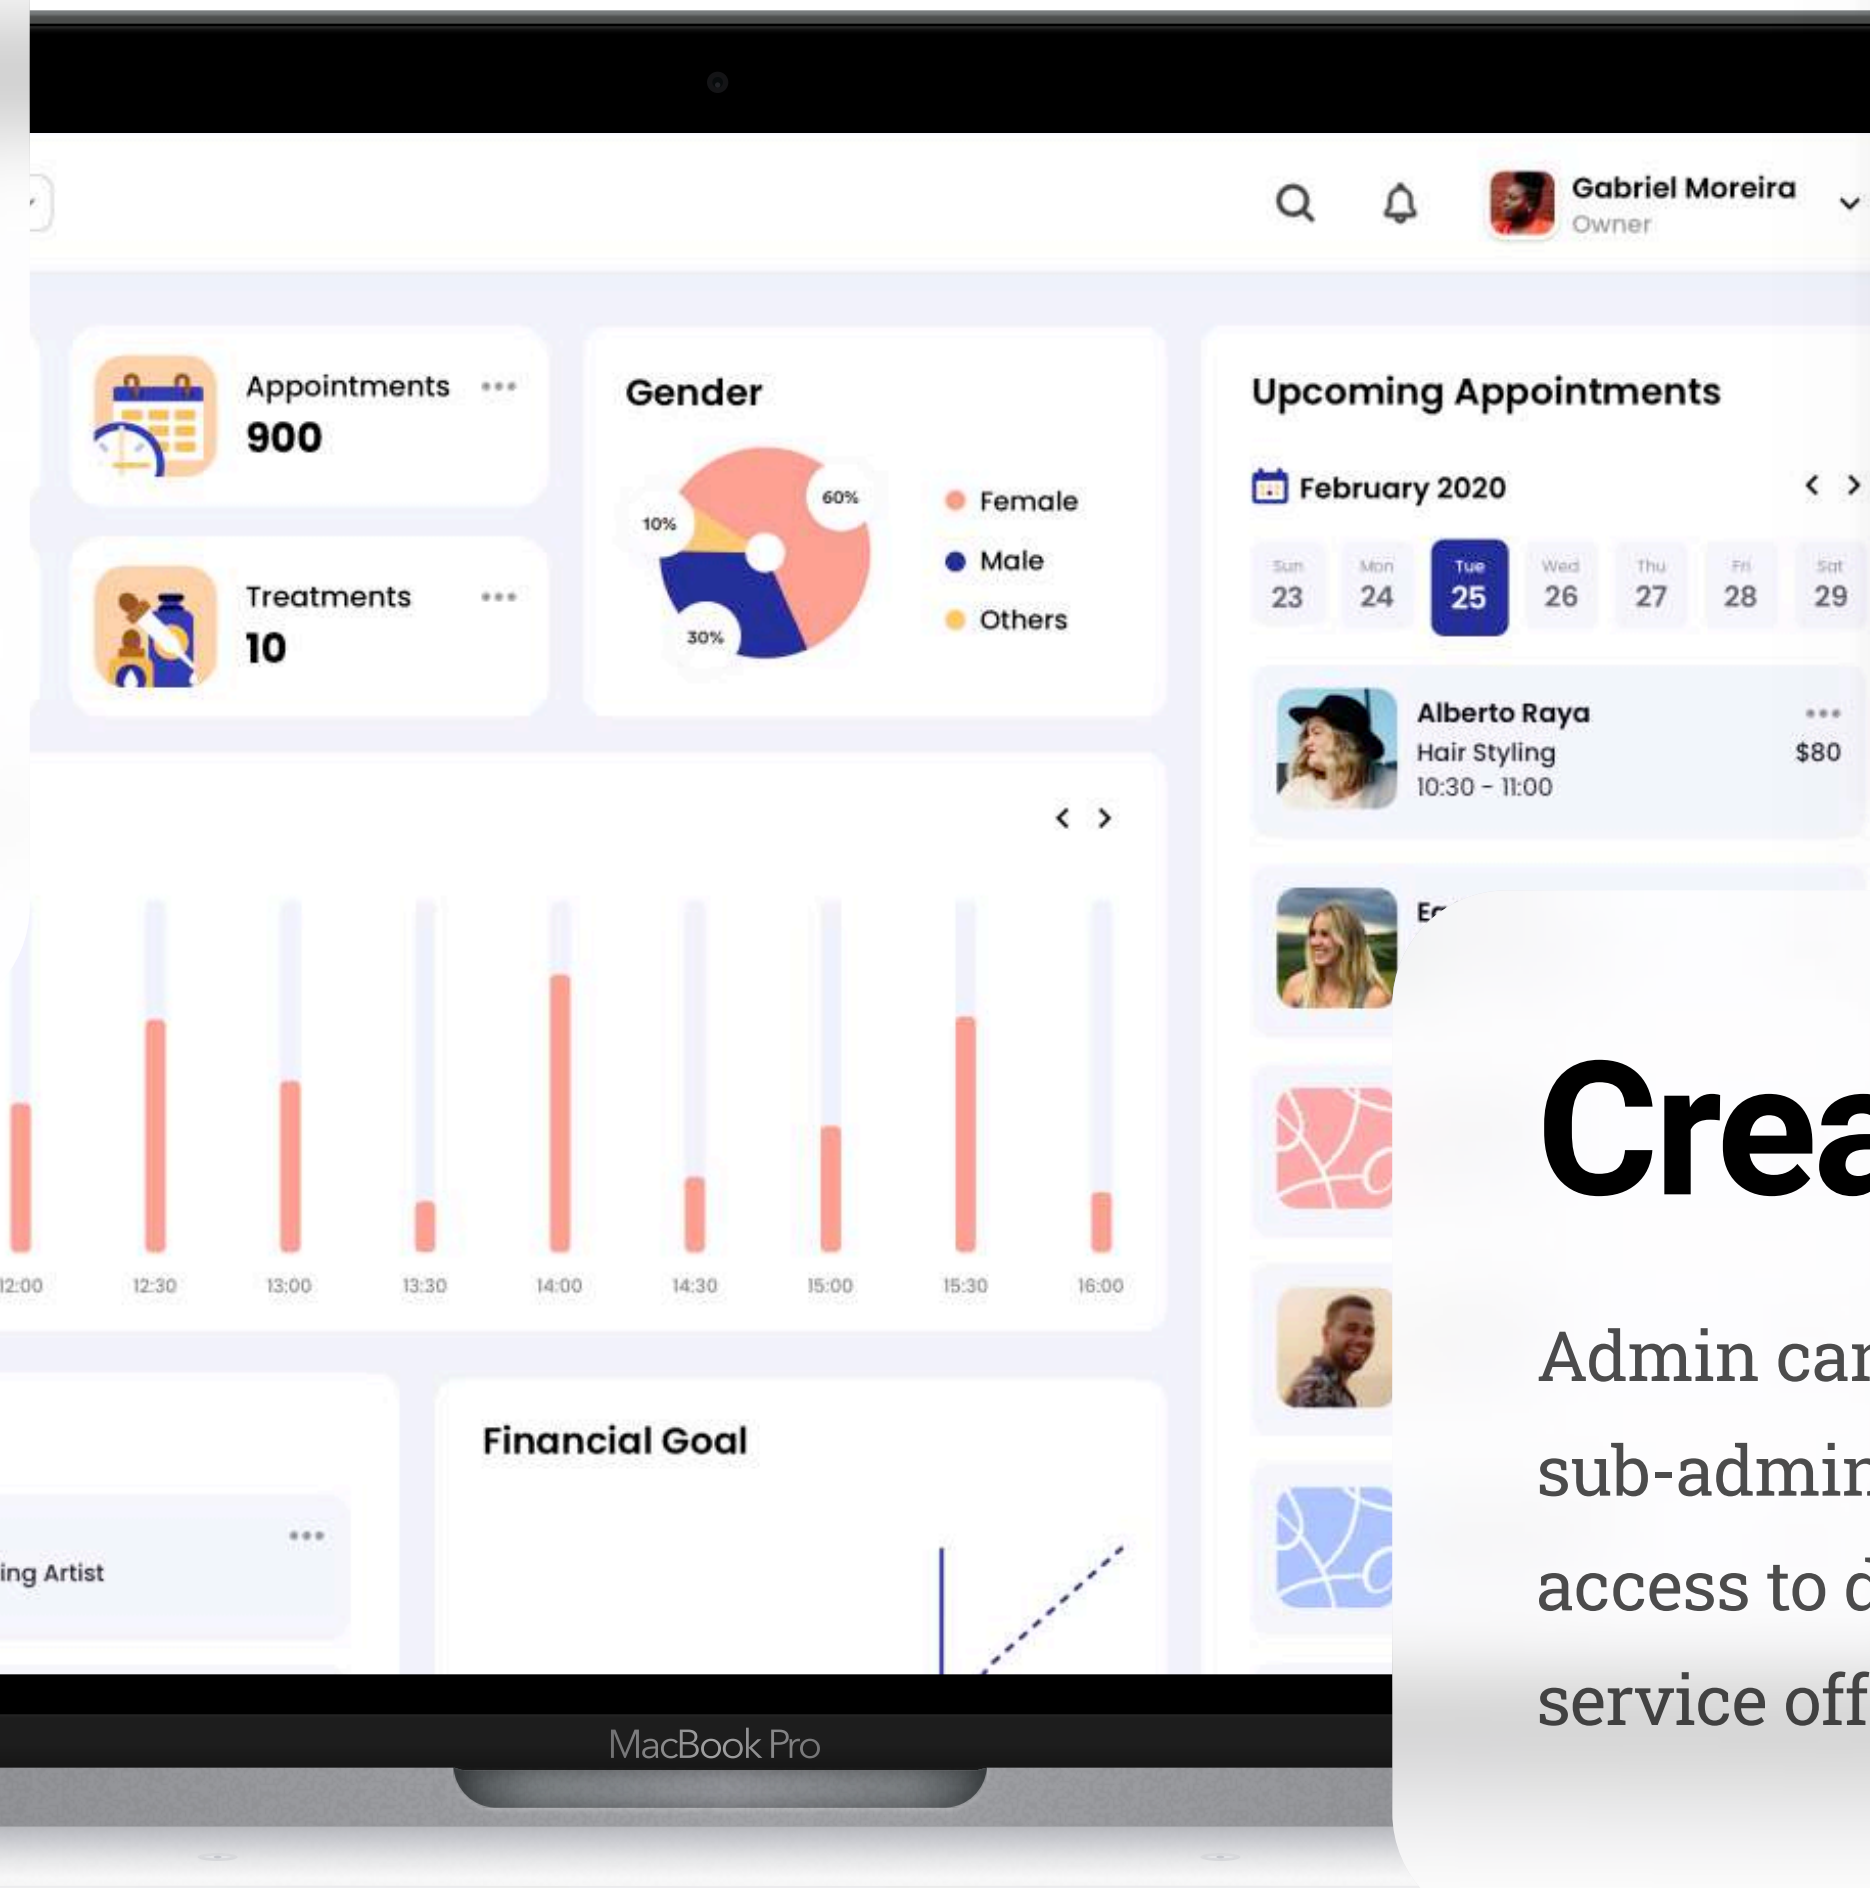 Gabriel Moreira
Owner
Appointments
900
Treatments
10
Gender
60%
10%
30%
Female
Male
Others
Upcoming Appointments
February 2020
Sun Mon Tue Wed Thu Fri Sat
23 24 25 26 27 28 29
Alberto Raya
Hair Styling
$80
10:30 - 11:00
12:00 12:30 13:00 13:30 14:00 14:30 15:00 15:30 16:00
ing Artist
Financial Goal
MacBook Pro
Crea
Admin can
sub-admin
access to d
service off